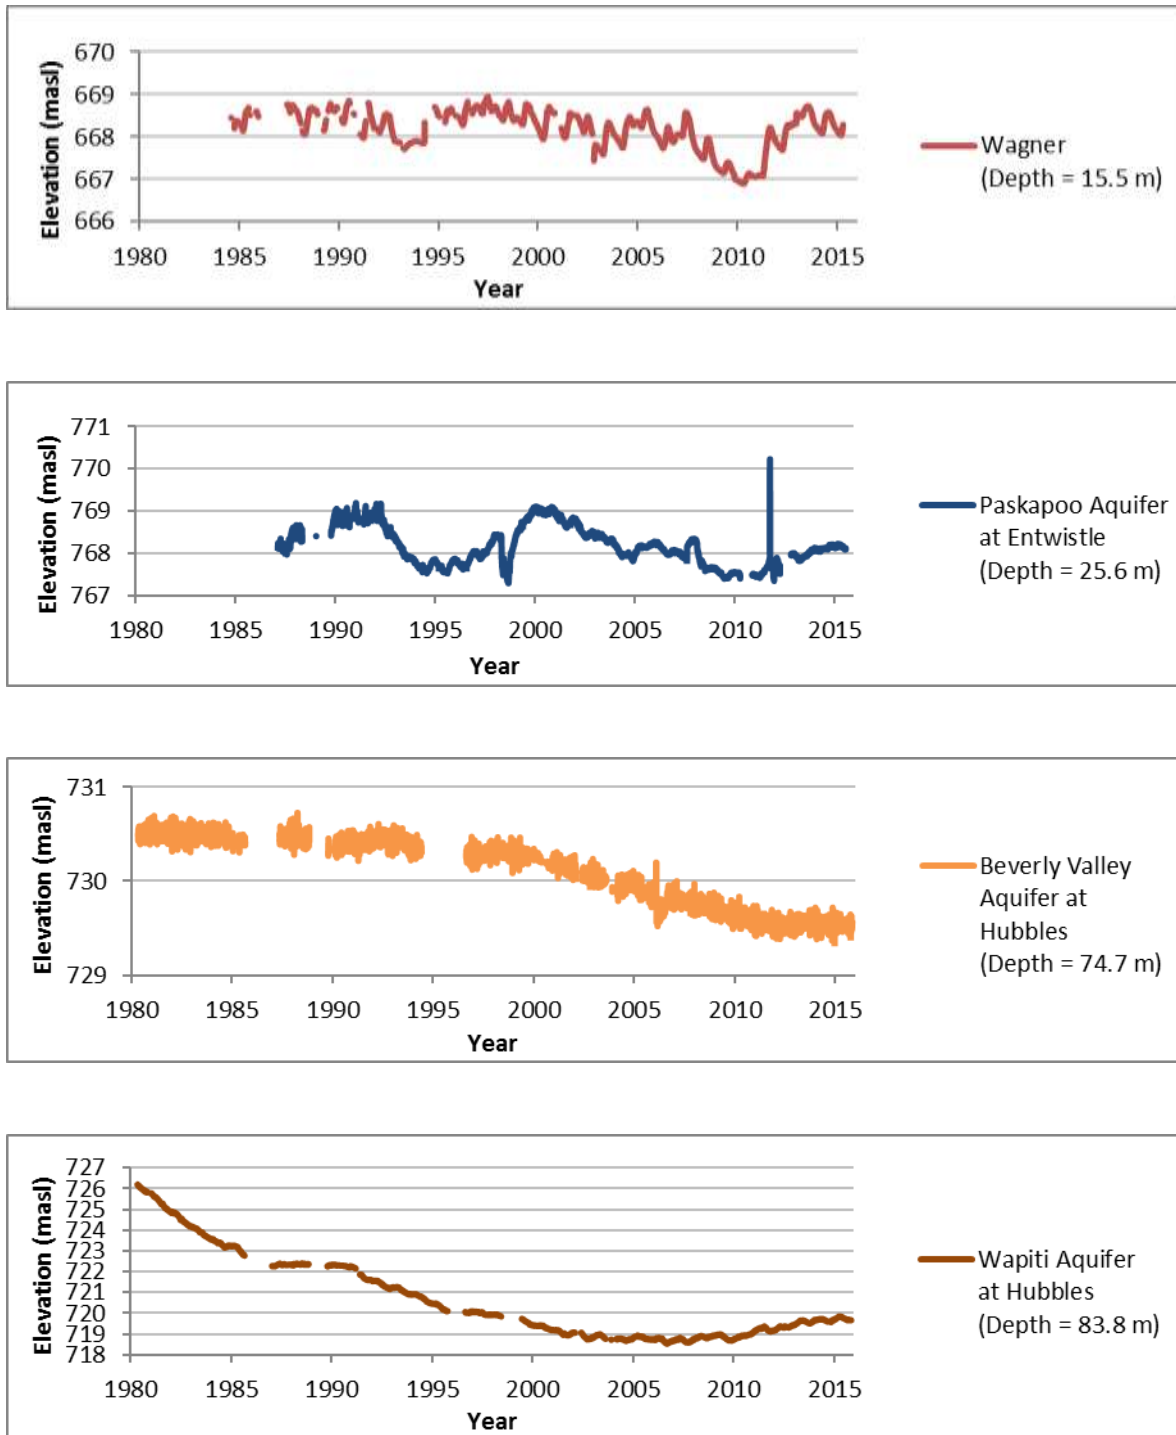 Elevation (masl)
670
669
668
667
666
1980 1985 1990 1995 2000 2005 2010 2015
Year
Wagner
(Depth = 15.5 m)
Elevation (masl)
771
770
769
768
767
1980 1985 1990 1995 2000 2005 2010 2015
Year
Paskapoo Aquifer
at Entwistle
(Depth = 25.6 m)
Elevation (masl)
731
730
729
1980 1985 1990 1995 2000 2005 2010 2015
Year
Beverly Valley
Aquifer at
Hubbles
(Depth = 74.7 m)
Elevation (masl)
727
726
725
724
723
722
721
720
719
718
1980 1985 1990 1995 2000 2005 2010 2015
Year
Wapiti Aquifer
at Hubbles
(Depth = 83.8 m)